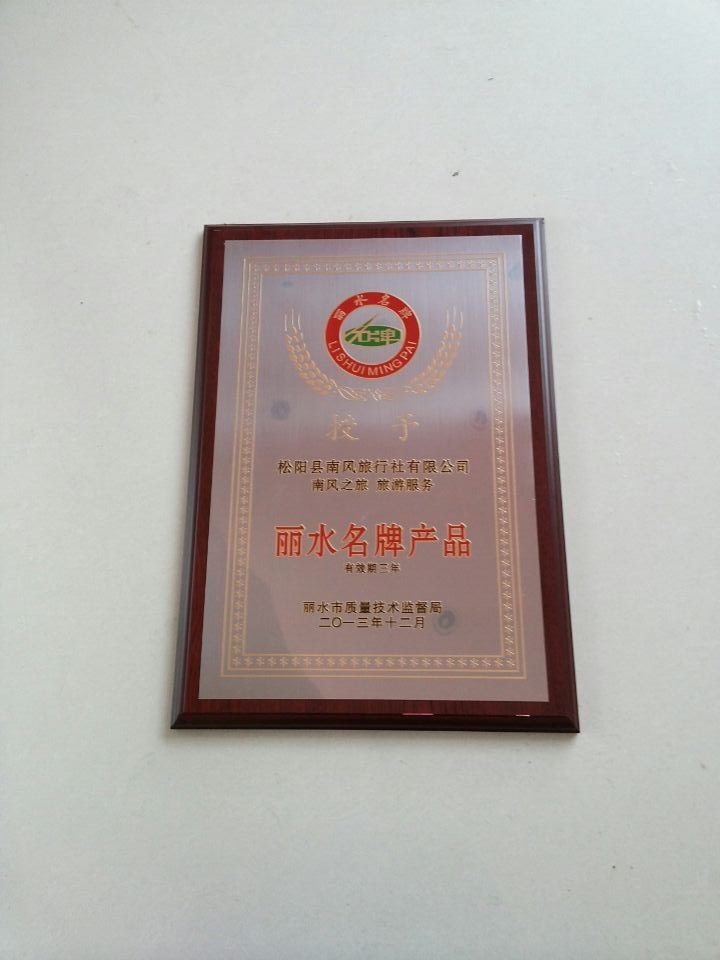 丽水名牌
LISHUI MING PAI
授予
松阳县南风旅行社有限公司
南风之旅 旅游服务
丽水名牌产品
有效期三年
丽水市质量技术监督局
二〇一三年十二月